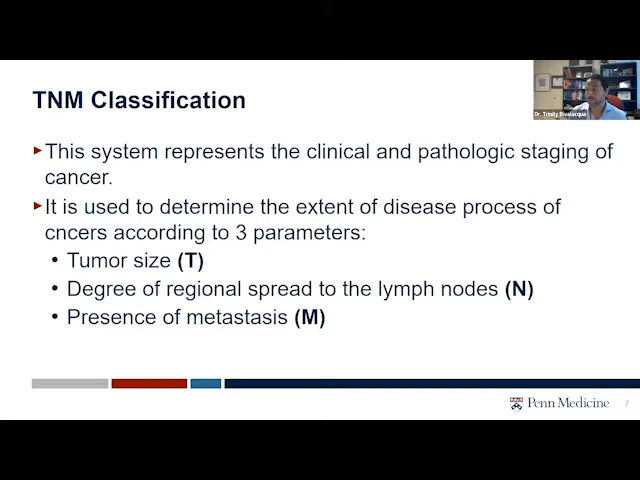 TNM Classification
Dr. Trinity Bivalacqua
This system represents the clinical and pathologic staging of
cancer.
It is used to determine the extent of disease process of
cncers according to 3 parameters:
• Tumor size (T)
• Degree of regional spread to the lymph nodes (N)
• Presence of metastasis (M)
Penn Medicine
7